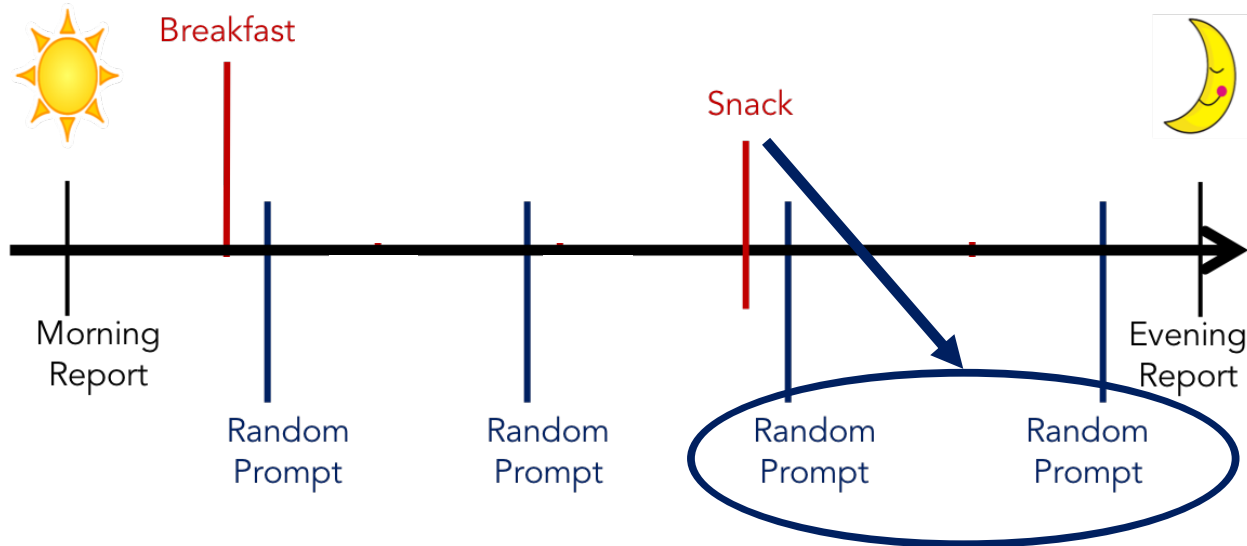 Breakfast
Snack
Morning
Report
Evening
Report
Random
Prompt
Random
Prompt
Random
Prompt
Random
Prompt